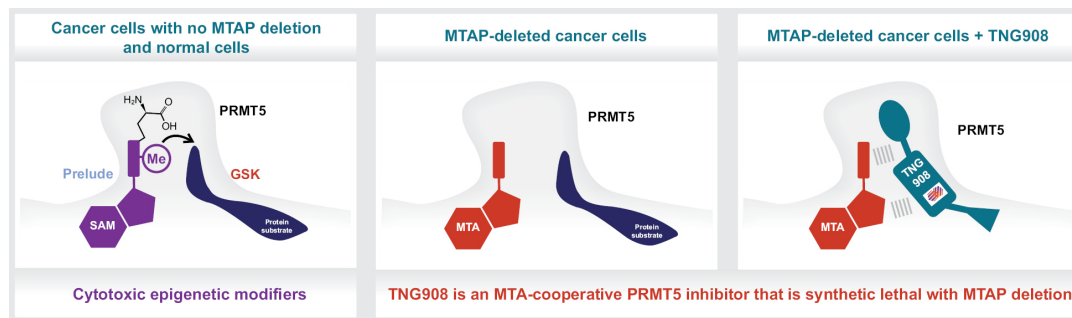 Cancer cells with no MTAP deletion
and normal cells
H₂N
O
OH
PRMT5
Me
Prelude
GSK
SAM
Protein
substrate
Cytotoxic epigenetic modifiers
MTAP-deleted cancer cells
PRMT5
MTA
Protein
substrate
MTAP-deleted cancer cells + TNG908
PRMT5
TNG
908
MTA
TNG908 is an MTA-cooperative PRMT5 inhibitor that is synthetic lethal with MTAP deletion